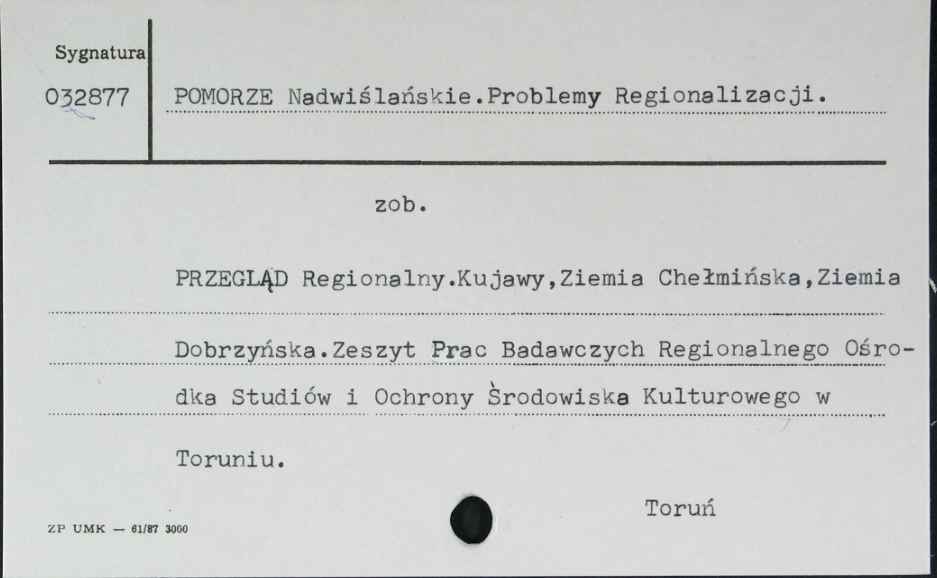 Sygnatura
032877
POMORZE Nadwiślańskie.Problemy Regionalizacji.
zob.
PRZEGLĄD Regionalny.Kujawy,Ziemia Chełmińska,Ziemia
Dobrzyńska.Zeszyt Prac Badawczych Regionalnego Ośro-
dka Studiów i Ochrony Środowiska Kulturowego w
Toruniu.
Toruń
ZP UMK — 61/87 3000